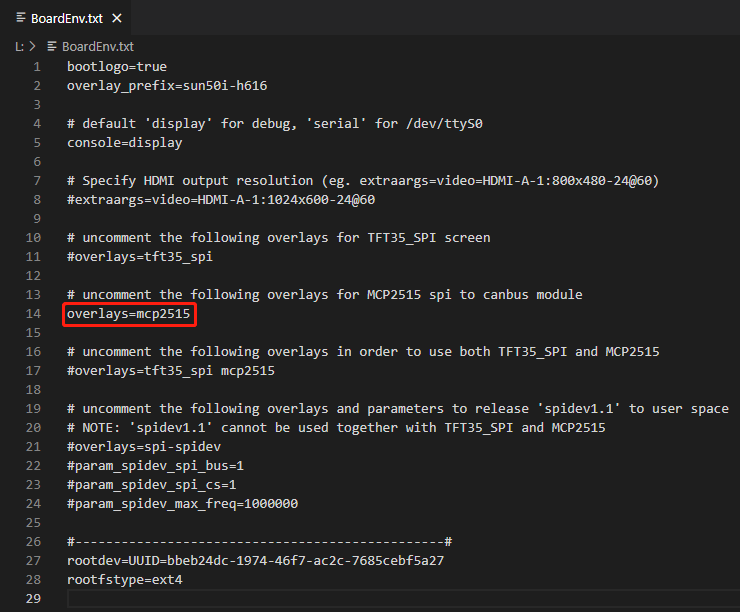 BoardEnv.txt ×
L: > BoardEnv.txt
1 bootlogo=true
2 overlay_prefix=sun50i-h616
3
4 # default 'display' for debug, 'serial' for /dev/ttyS0
5 console=display
6
7 # Specify HDMI output resolution (eg. extraargs=video=HDMI-A-1:800x480-24@60)
8 #extraargs=video=HDMI-A-1:1024x600-24@60
9
10 # uncomment the following overlays for TFT35_SPI screen
11 #overlays=tft35_spi
12
13 # uncomment the following overlays for MCP2515 spi to canbus module
14 overlays=mcp2515
15
16 # uncomment the following overlays in order to use both TFT35_SPI and MCP2515
17 #overlays=tft35_spi mcp2515
18
19 # uncomment the following overlays and parameters to release 'spidev1.1' to user space
20 # NOTE: 'spidev1.1' cannot be used together with TFT35_SPI and MCP2515
21 #overlays=spi-spidev
22 #param_spidev_spi_bus=1
23 #param_spidev_spi_cs=1
24 #param_spidev_max_freq=1000000
25
26 #------------------------------------------------#
27 rootdev=UUID=bbeb24dc-1974-46f7-ac2c-7685cebf5a27
28 rootfstype=ext4
29